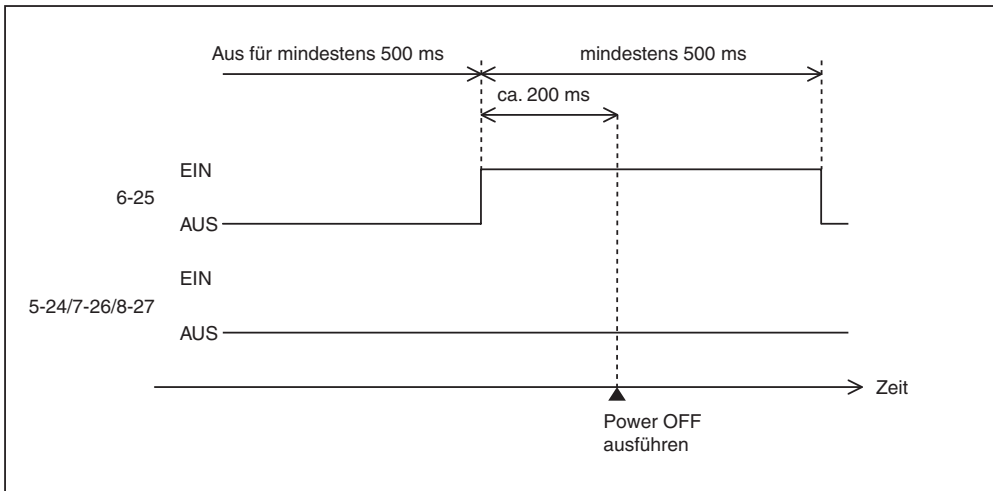 Aus für mindestens 500 ms
mindestens 500 ms
ca. 200 ms
EIN
6-25
AUS
EIN
5-24/7-26/8-27
AUS
Zeit
Power OFF
ausführen